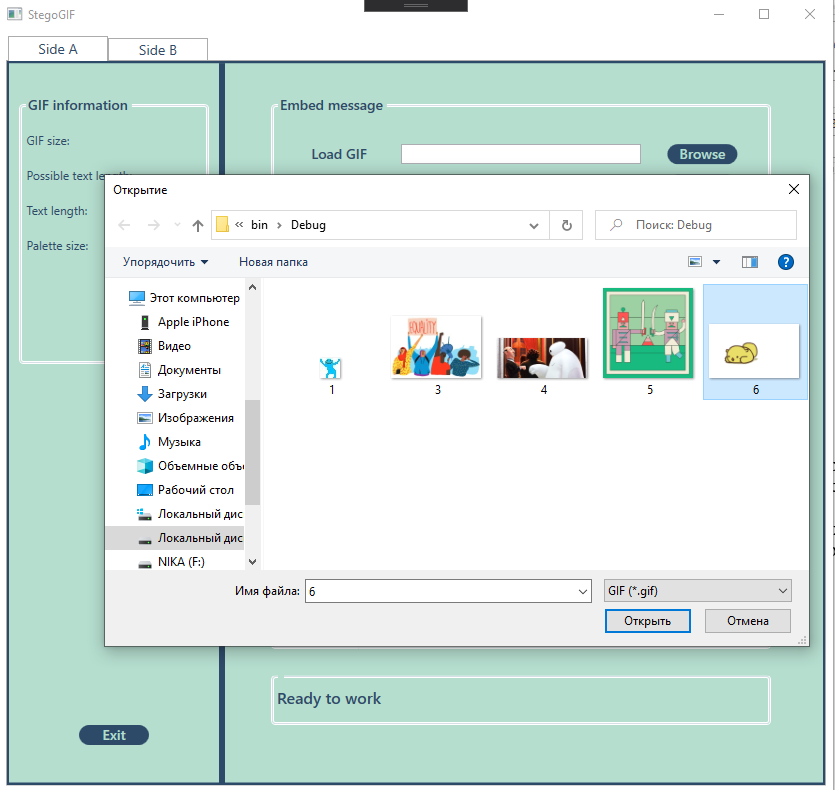 StegoGIF
Side A
Side B
GIF information
GIF size:
Possible text length:
Text length:
Palette size:
Embed message
Load GIF
Browse
Открытие
« bin › Debug
Поиск: Debug
Упорядочить
Новая папка
Этот компьютер
Apple iPhone
Видео
Документы
Загрузки
Изображения
Музыка
Объемные объ
Рабочий стол
Локальный дис
Локальный дис
NIKA (F:)
EQUALITY
1
3
4
5
6
Имя файла:
6
GIF (*.gif)
Открыть
Отмена
Ready to work
Exit